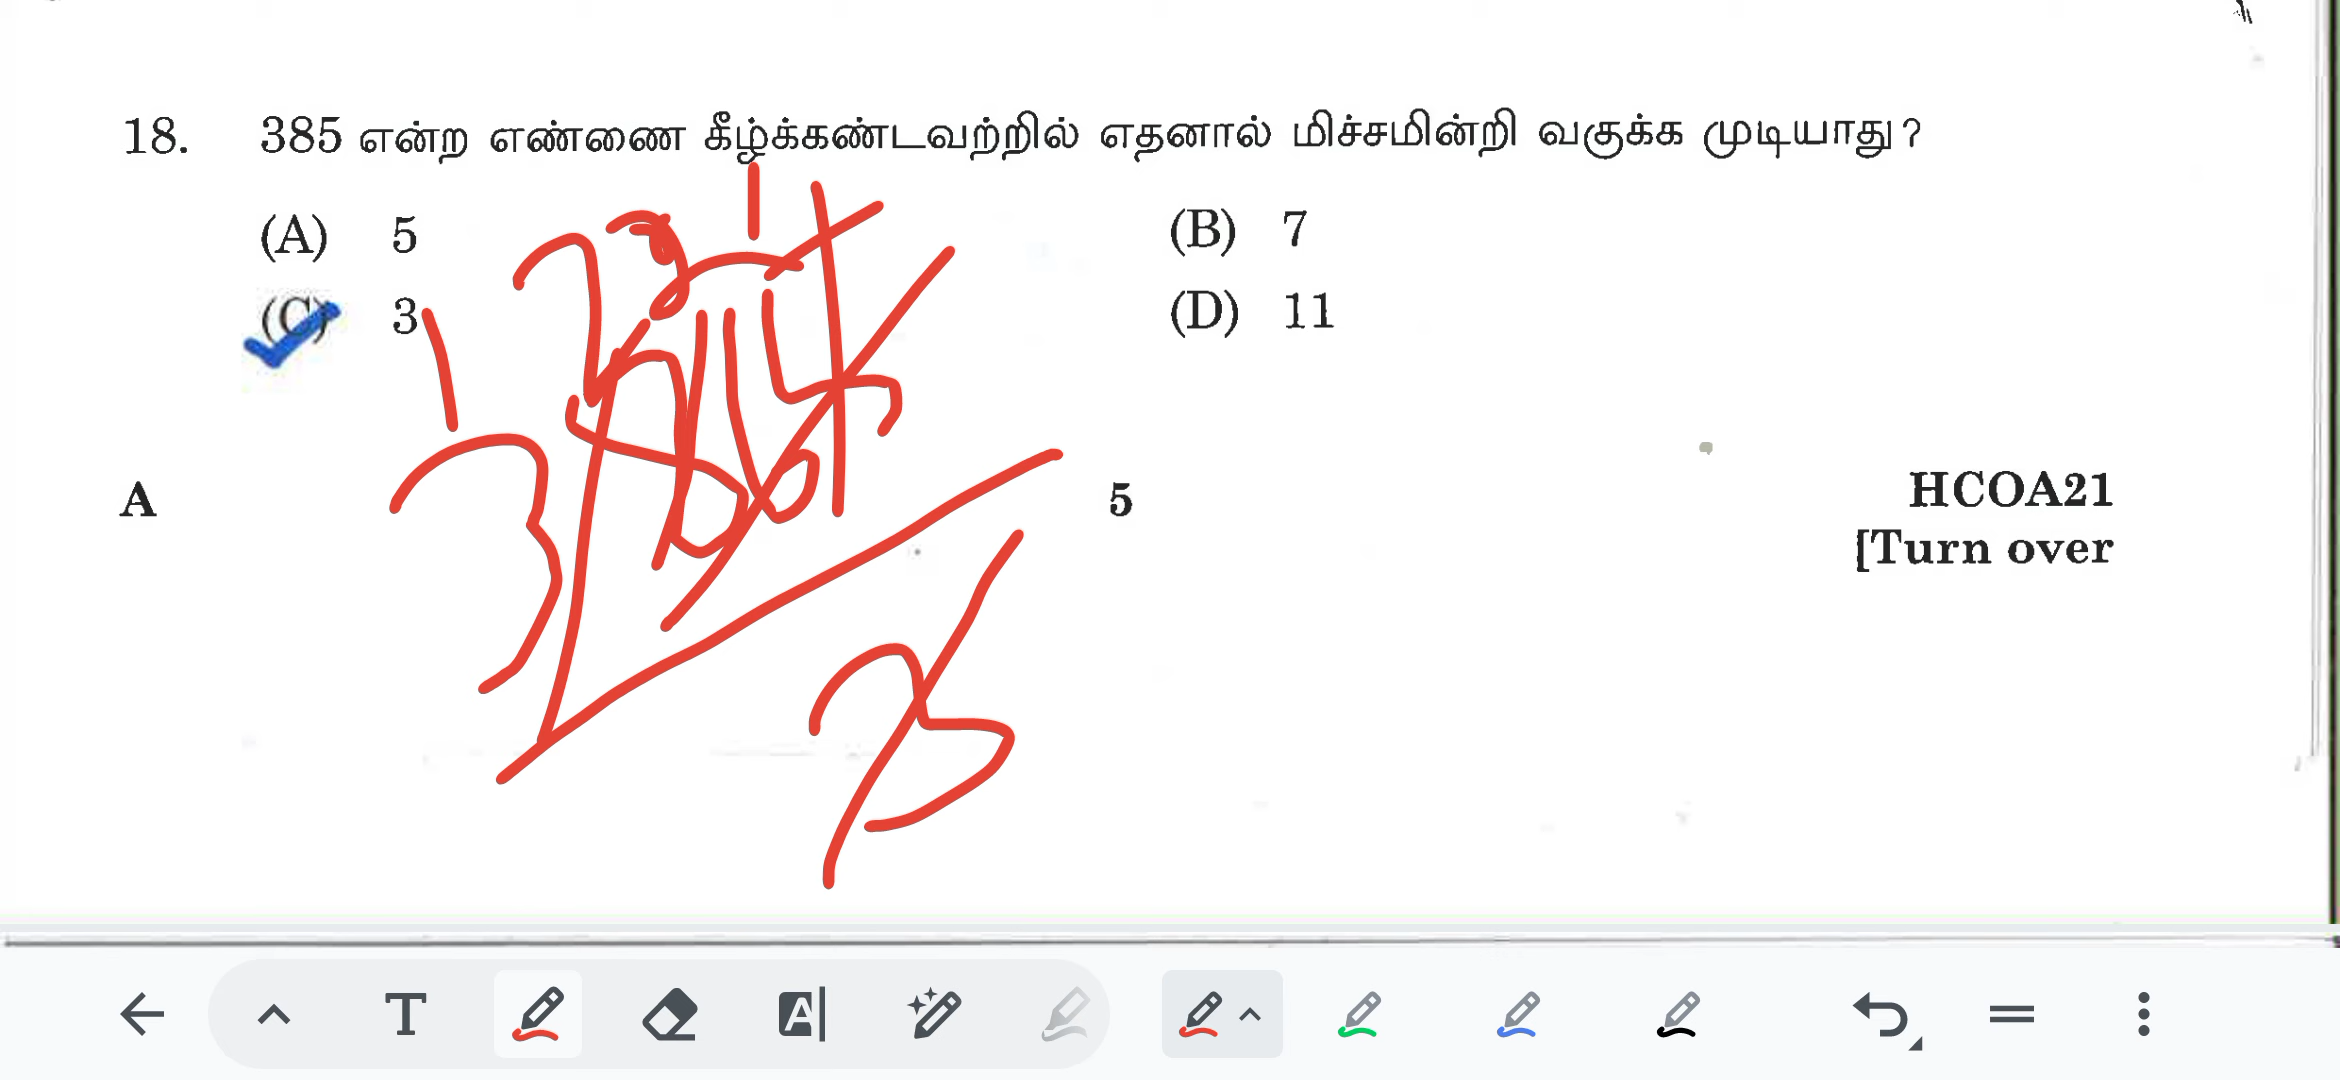 18. 385 என்ற எண்ணை கீழ்க்கண்டவற்றில் எதனால் மிச்சமின்றி வகுக்க முடியாது?
(A) 5 (B) 7
(C) 3 (D) 11
A 5 HCOA21
[Turn over